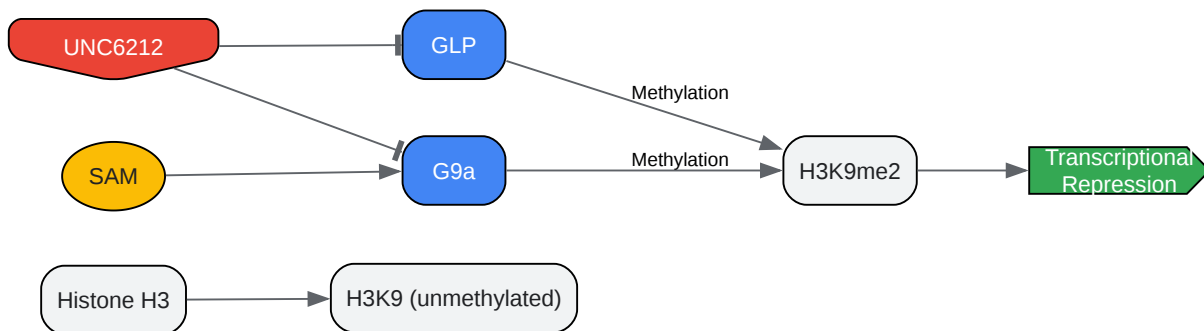 UNC6212
GLP
Methylation
SAM
G9a
Methylation
H3K9me2
Transcriptional
Repression
Histone H3
H3K9 (unmethylated)